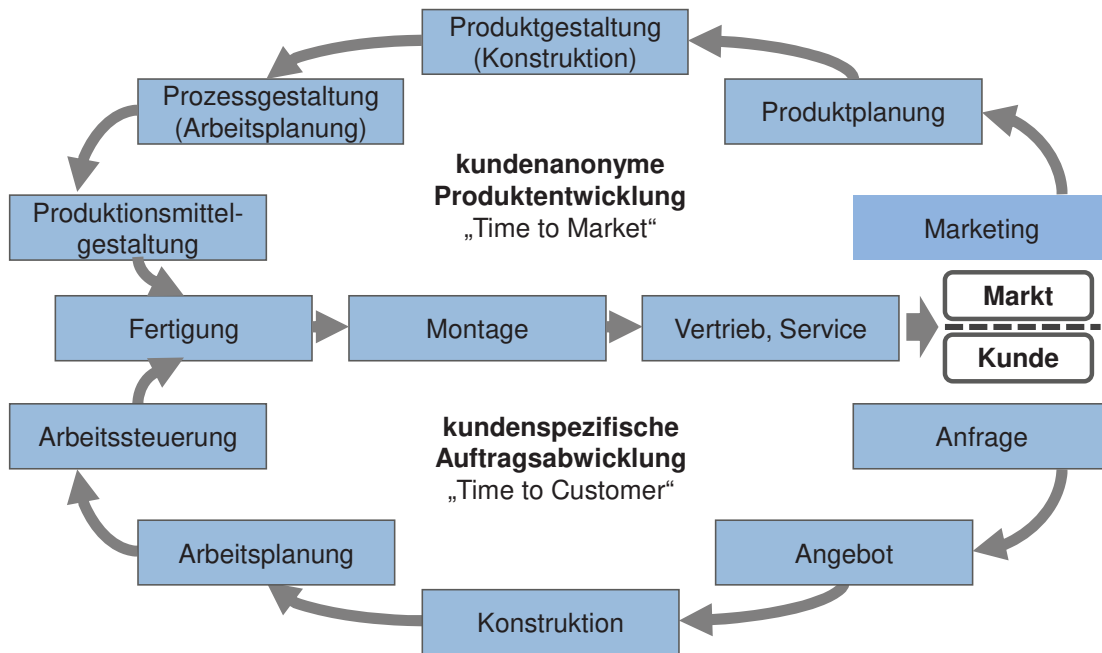 Produktgestaltung
(Konstruktion)
Prozessgestaltung
(Arbeitsplanung)
Produktplanung
kundenanonyme
Produktentwicklung
„Time to Market“
Produktionsmittel-
gestaltung
Marketing
Markt
Fertigung
Montage
Vertrieb, Service
Kunde
Arbeitssteuerung
kundenspezifische
Auftragsabwicklung
„Time to Customer“
Anfrage
Arbeitsplanung
Angebot
Konstruktion